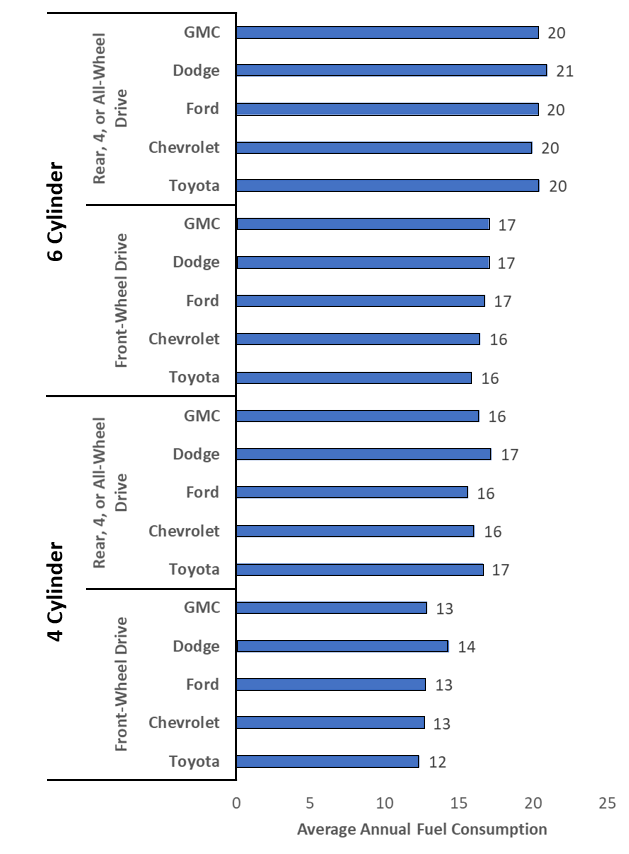 6 Cylinder
Rear, 4, or All-Wheel
Drive
GMC 20
Dodge 21
Ford 20
Chevrolet 20
Toyota 20
Front-Wheel Drive
GMC 17
Dodge 17
Ford 17
Chevrolet 16
Toyota 16
4 Cylinder
Rear, 4, or All-Wheel
Drive
GMC 16
Dodge 17
Ford 16
Chevrolet 16
Toyota 17
Front-Wheel Drive
GMC 13
Dodge 14
Ford 13
Chevrolet 13
Toyota 12
0 5 10 15 20 25
Average Annual Fuel Consumption